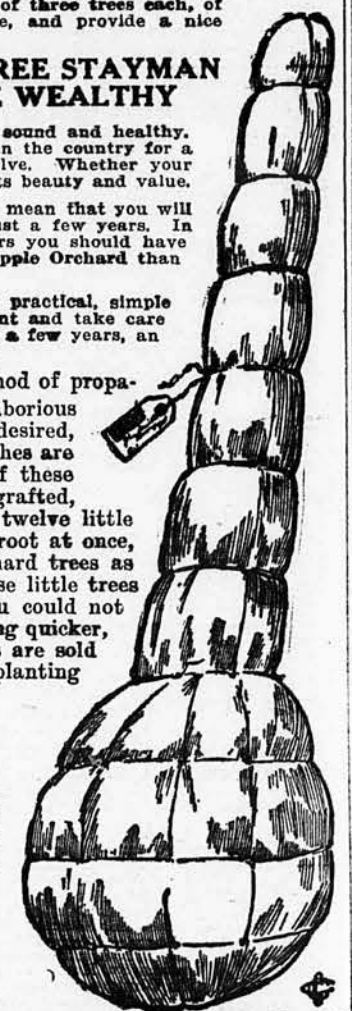 of three trees each, of
e, and provide a nice
REE STAYMAN
E WEALTHY
sound and healthy.
n the country for a
lve. Whether your
ts beauty and value.
mean that you will
ust a few years. In
rs you should have
pple Orchard than
practical, simple
nt and take care
a few years, an
nod of propa-
aborious
desired,
ches are
f these
grafted,
twelve little
root at once,
hard trees as
se little trees
u could not
ng quicker,
s are sold
planting